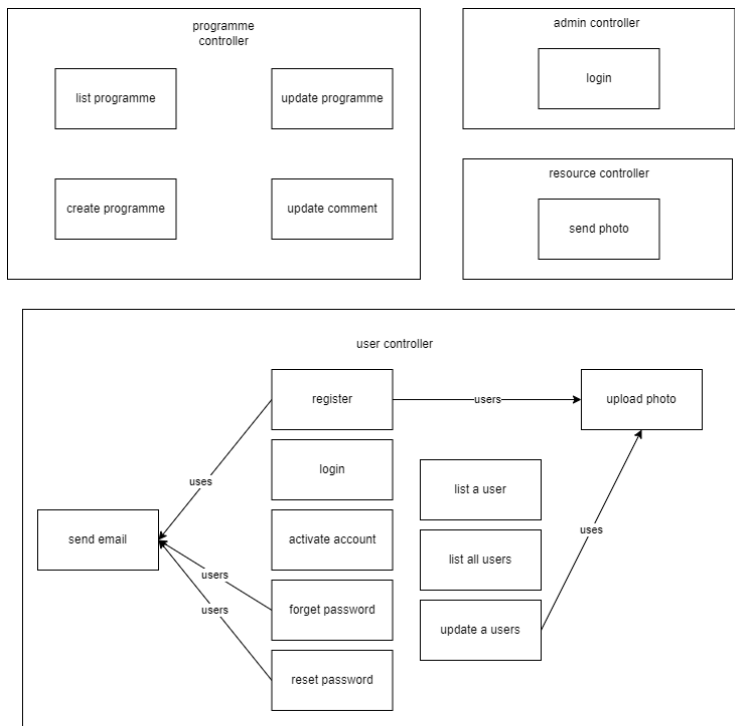 programme
controller
list programme
update programme
create programme
update comment
admin controller
login
resource controller
send photo
user controller
register
users
upload photo
login
list a user
uses
uses
send email
activate account
list all users
users
forget password
users
update a users
reset password